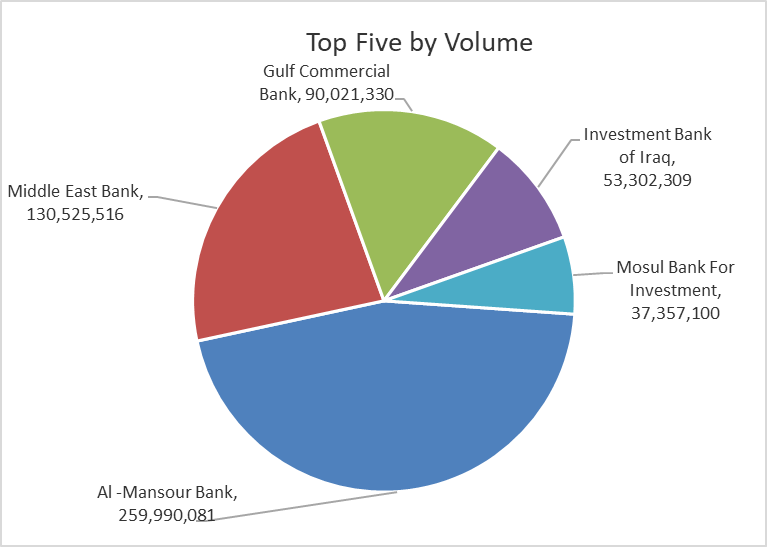 Top Five by Volume
Gulf Commercial
Bank, 90,021,330
Investment Bank
of Iraq,
53,302,309
Middle East Bank,
130,525,516
Mosul Bank For
Investment,
37,357,100
Al -Mansour Bank,
259,990,081